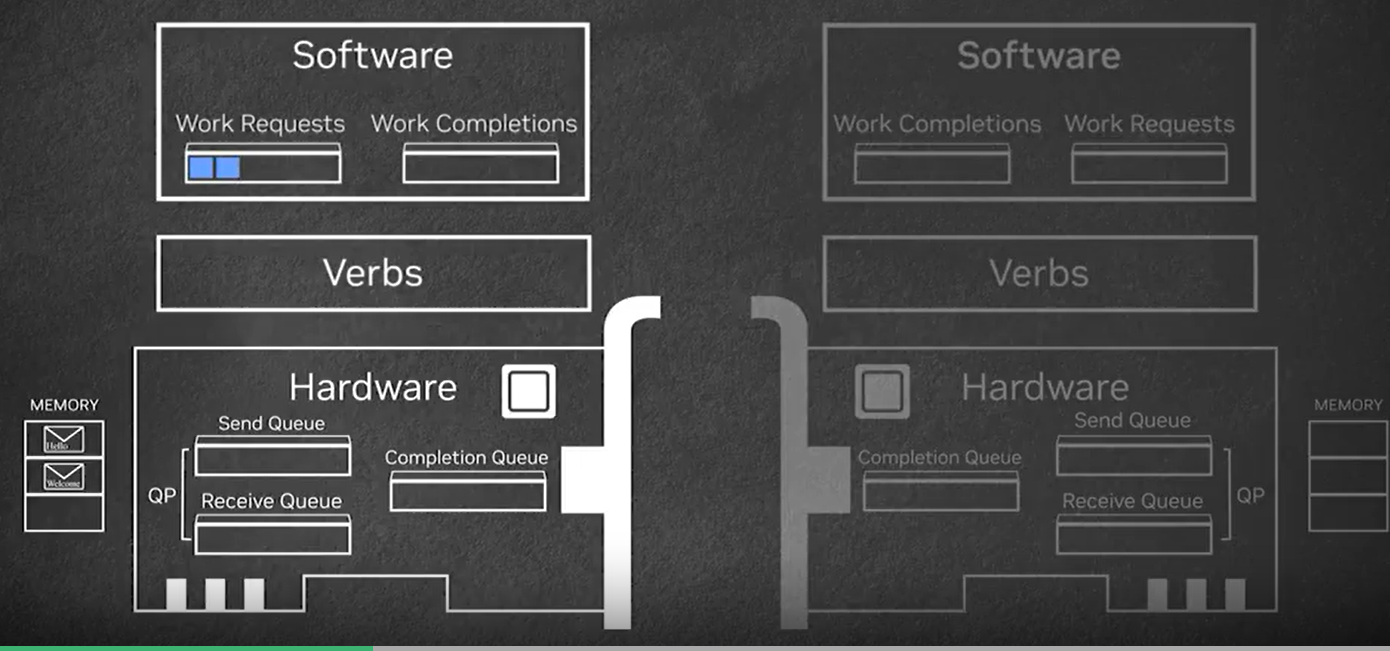 Software
Work Requests
Work Completions
Verbs
Hardware
MEMORY
Hello
Welcome
Send Queue
QP
Receive Queue
Completion Queue
Software
Work Completions
Work Requests
Verbs
Hardware
Send Queue
Completion Queue
Receive Queue
QP
MEMORY